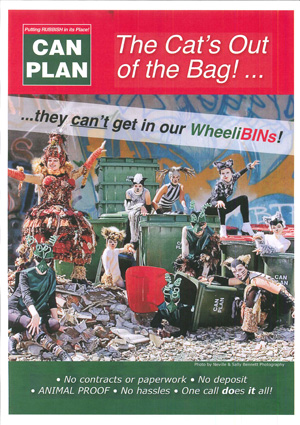 Putting RUBBISH in its Place!
CAN
PLAN
The Cat's Out
of the Bag! ...
...they can't get in our WheeliBINs!
CAN
PLAN
Photo by Neville & Sally Bennett Photography
• No contracts or paperwork • No deposit
• ANIMAL PROOF • No hassles • One call does it all!